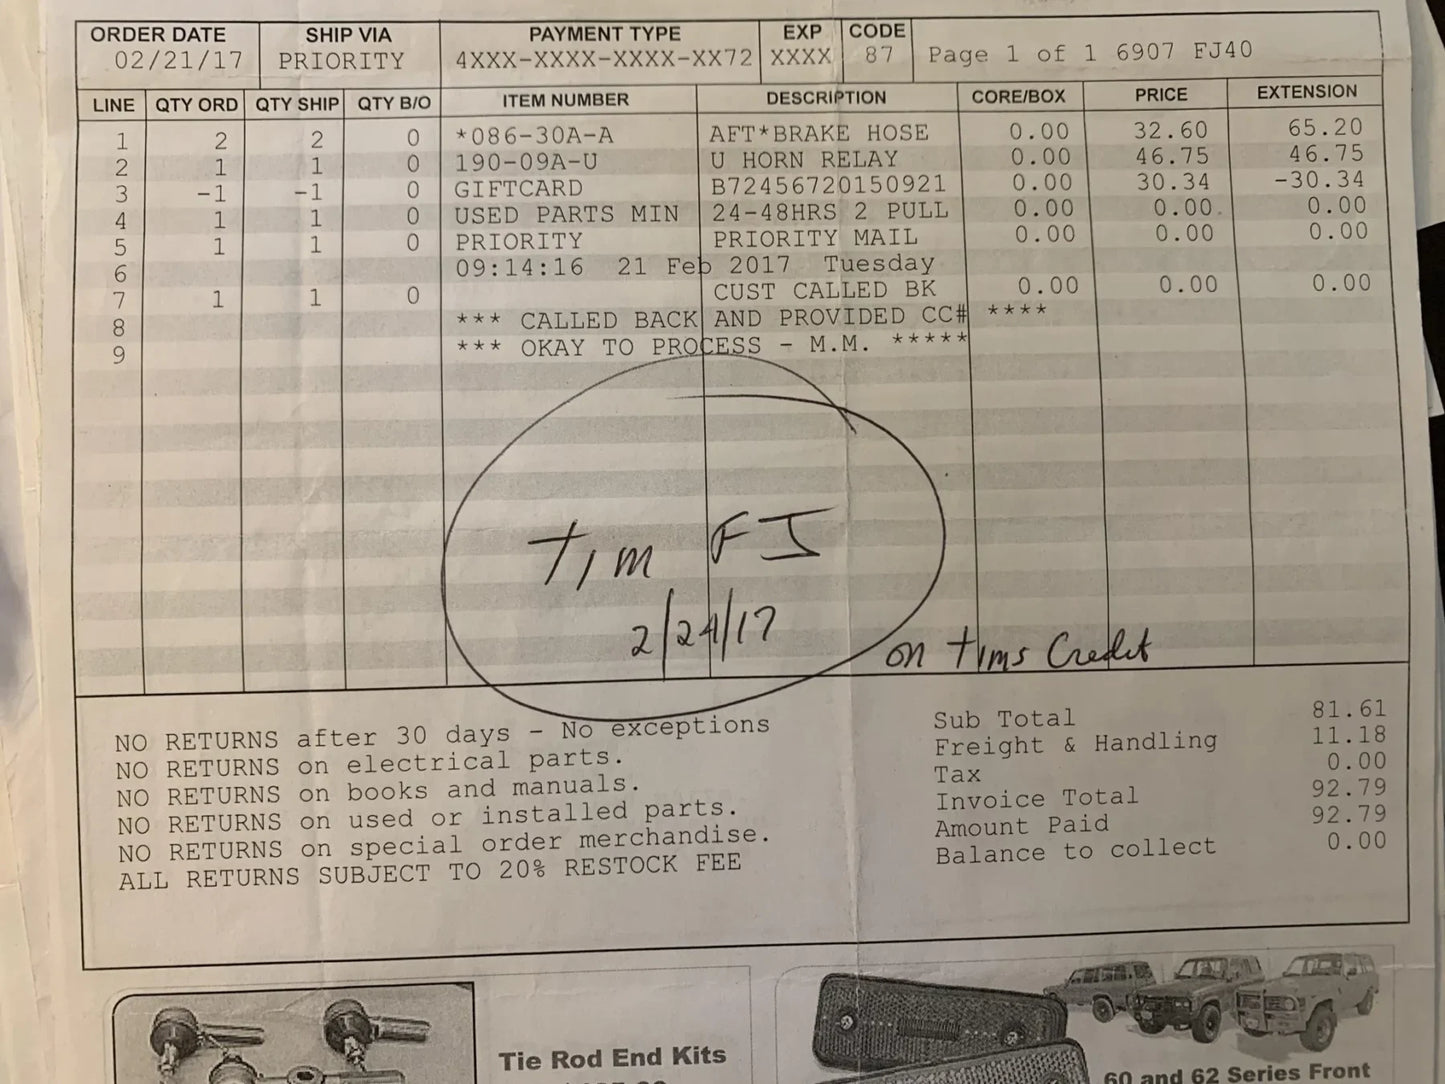 ORDER DATE SHIP VIA PAYMENT TYPE EXP CODE
02/21/17 PRIORITY 4XXX-XXXX-XXXX-XX72 XXXX 87 Page 1 of 1 6907 FJ40
LINE QTY ORD QTY SHIP QTY B/O ITEM NUMBER DESCRIPTION CORE/BOX PRICE EXTENSION
1 2 2 0 *086-30A-A AFT*BRAKE HOSE 0.00 32.60 65.20
2 1 1 0 190-09A-U U HORN RELAY 0.00 46.75 46.75
3 -1 -1 0 GIFTCARD B72456720150921 0.00 30.34 -30.34
4 1 1 0 USED PARTS MIN 24-48HRS 2 PULL 0.00 0.00 0.00
5 1 1 0 PRIORITY PRIORITY MAIL 0.00 0.00 0.00
6 09:14:16 21 Feb 2017 Tuesday
7 1 1 0 CUST CALLED BK 0.00 0.00 0.00
8 *** CALLED BACK AND PROVIDED CC# ****
9 *** OKAY TO PROCESS - M.M. *****
Tim FJ
2/24/17
on Tims Credit
NO RETURNS after 30 days - No exceptions
NO RETURNS on electrical parts.
NO RETURNS on books and manuals.
NO RETURNS on used or installed parts.
NO RETURNS on special order merchandise.
ALL RETURNS SUBJECT TO 20% RESTOCK FEE
Sub Total 81.61
Freight & Handling 11.18
Tax 0.00
Invoice Total 92.79
Amount Paid 92.79
Balance to collect 0.00
Tie Rod End Kits
60 and 62 Series Front